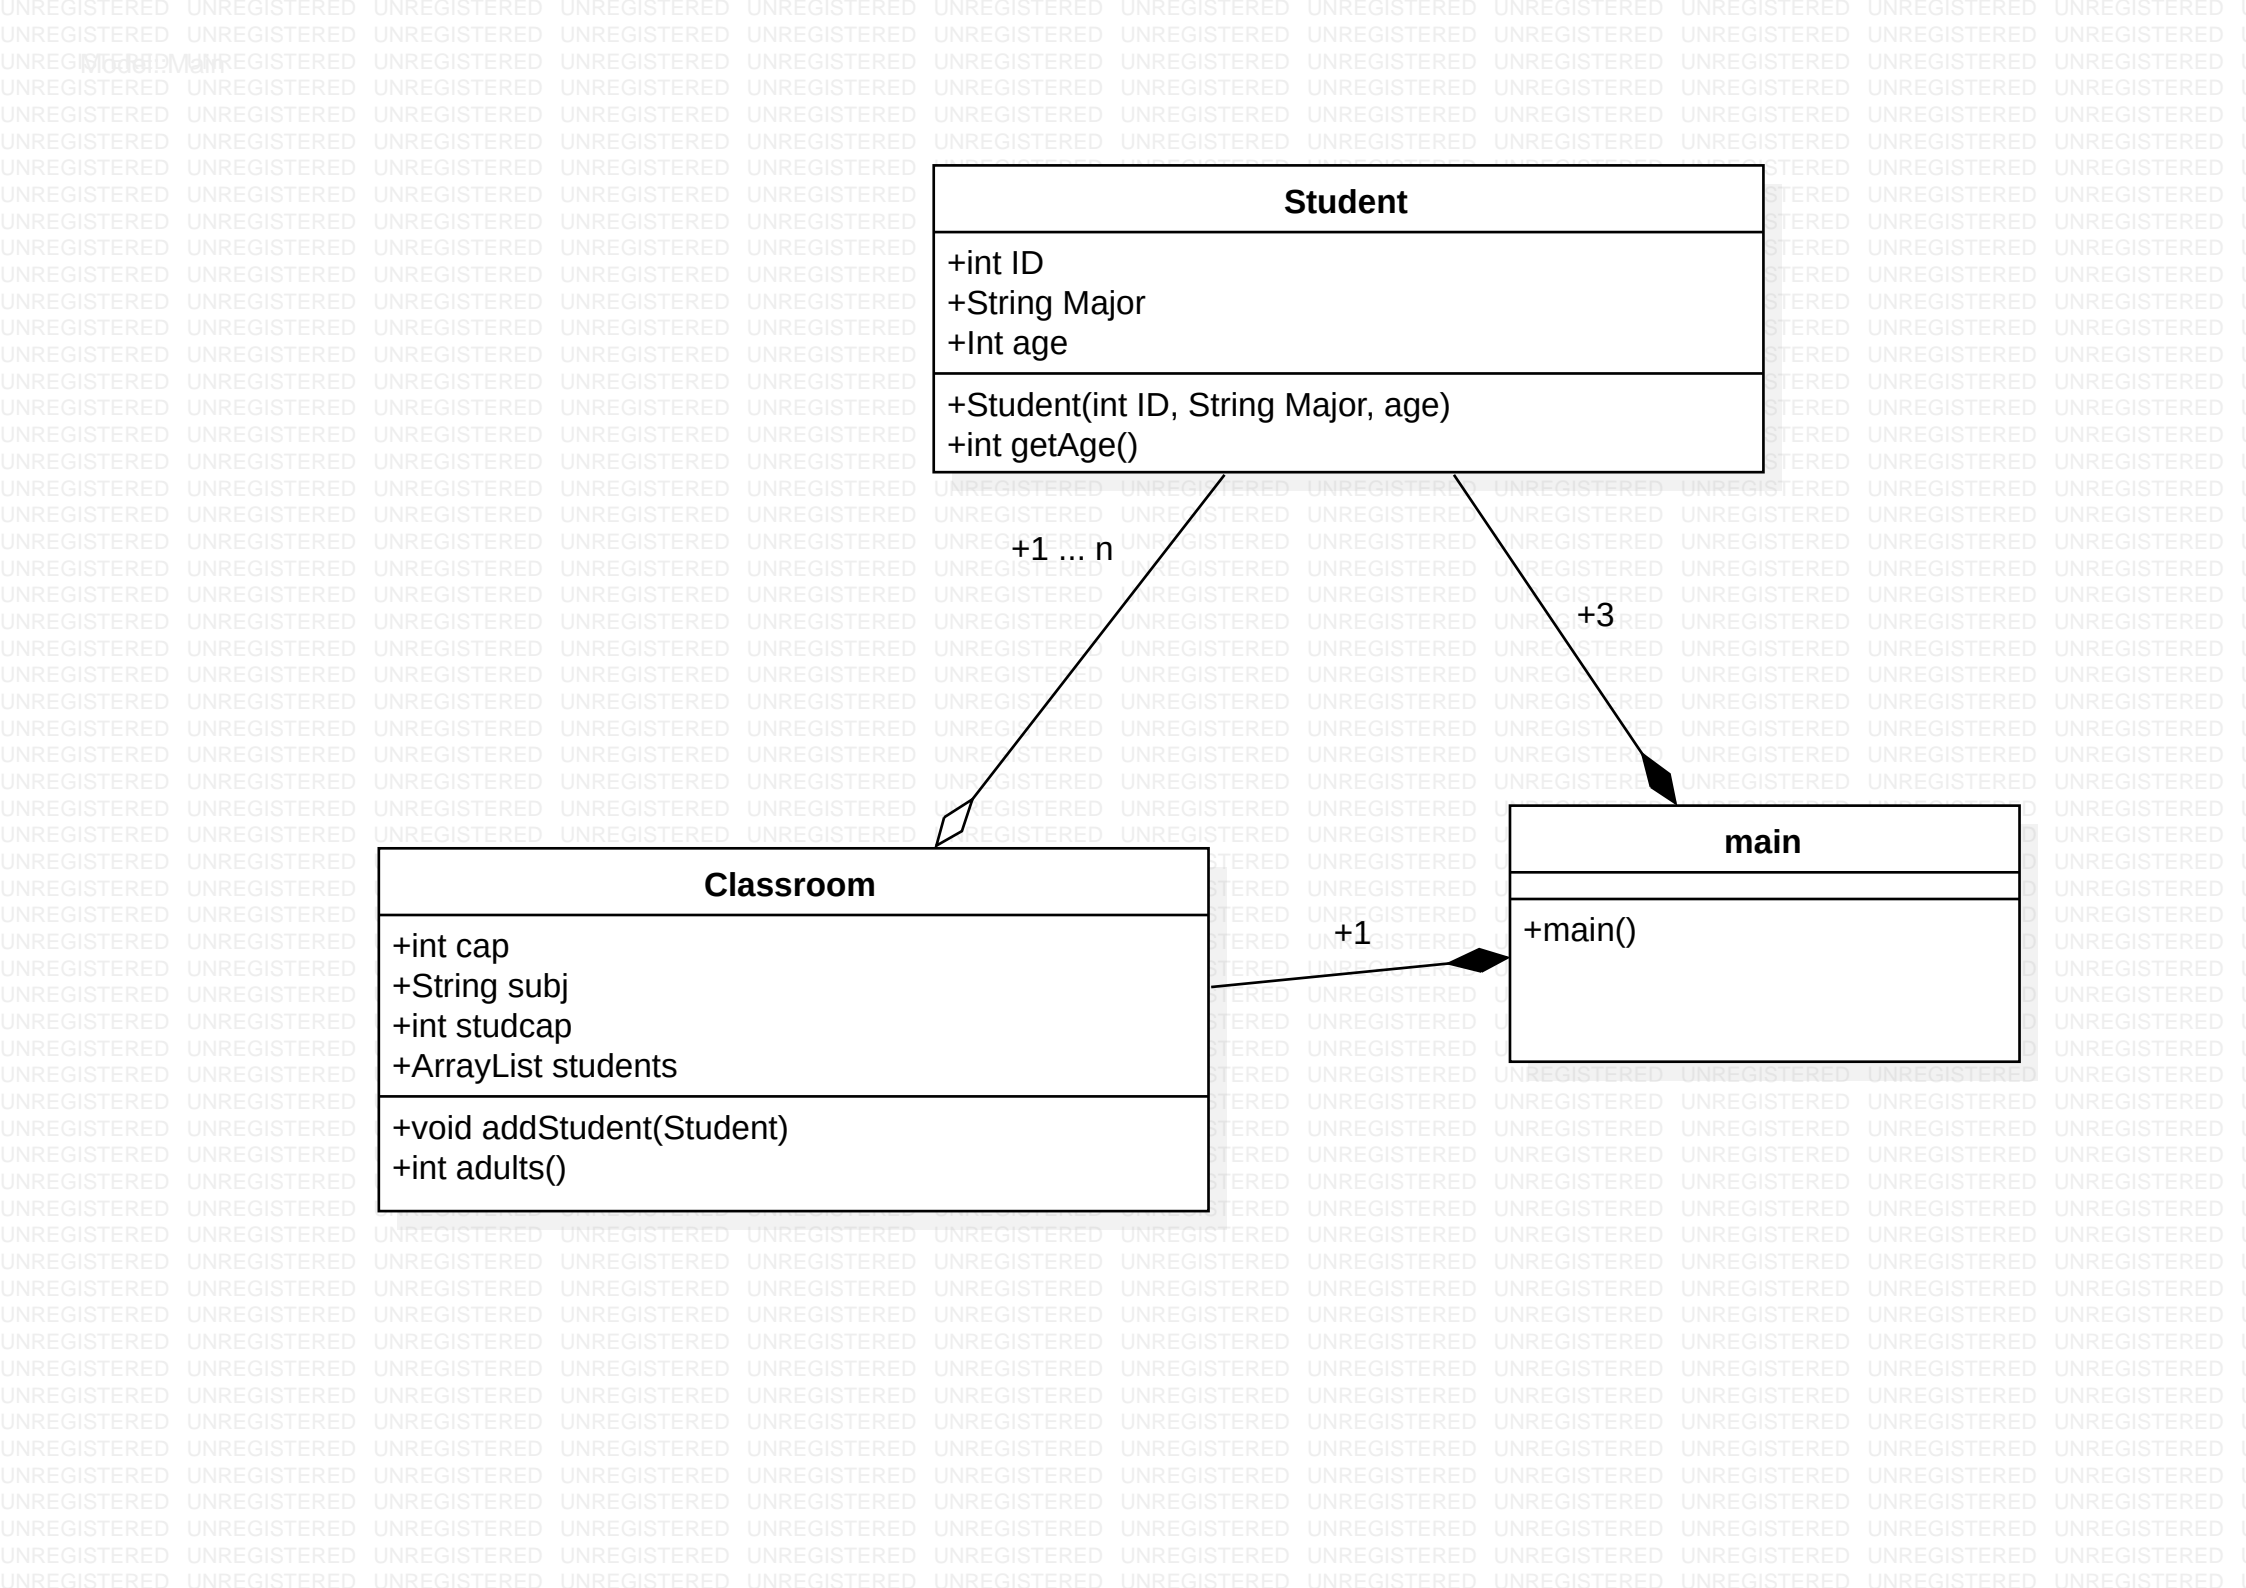 Model::Main
Student
+int ID
+String Major
+Int age
+Student(int ID, String Major, age)
+int getAge()
+1 ... n
+3
Classroom
+int cap
+String subj
+int studcap
+ArrayList students
+void addStudent(Student)
+int adults()
+1
main
+main()
UNREGISTERED